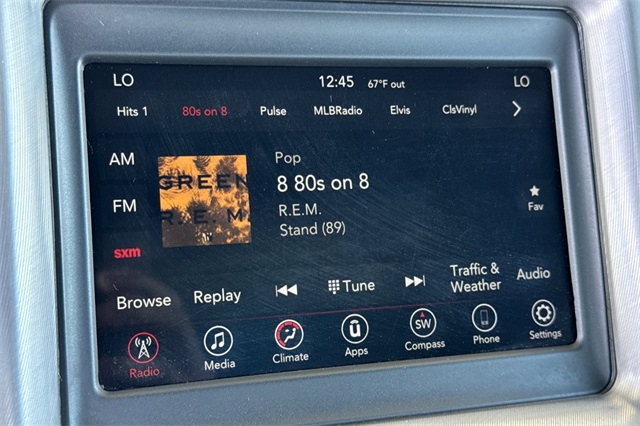 LO 12:45 67°F out LO
Hits 1 80s on 8 Pulse MLBRadio Elvis ClsVinyl
AM
FM
sxm
GREEN
R.E.M.
Pop
8 80s on 8
R.E.M.
Stand (89)
Fav
Browse Replay Tune Traffic & Weather Audio
Radio Media Climate Apps SW Compass Phone Settings